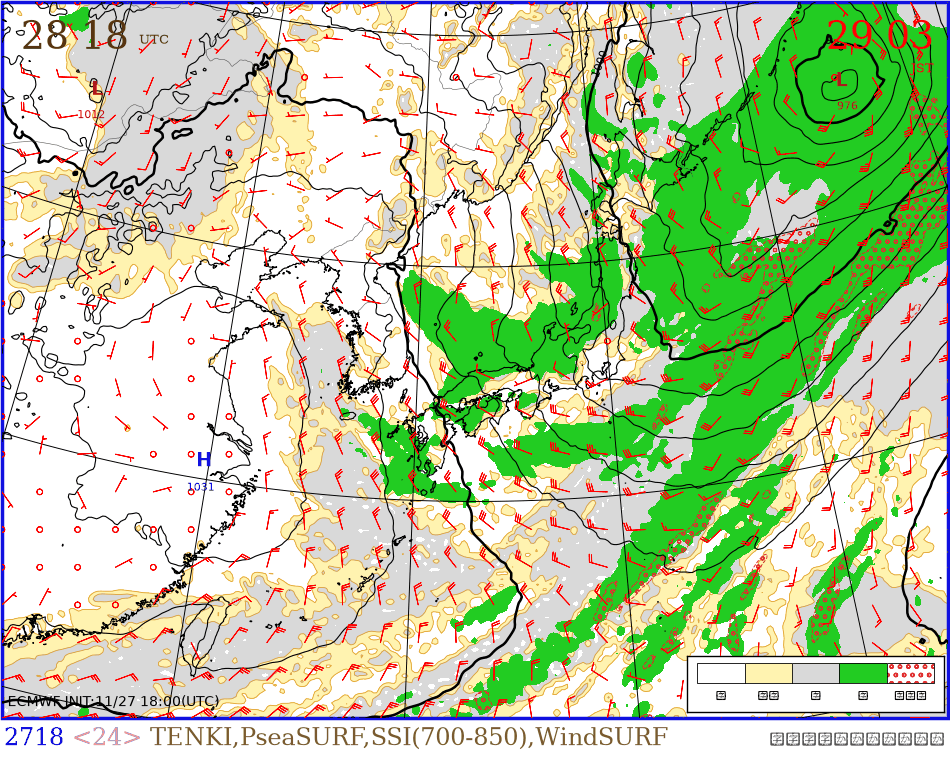 28 18 UTC
29 03
JST
L
1012
L
976
1000
H
1031
ECMWF INIT:11/27 18:00(UTC)
2718 <24> TENKI,PseaSURF,SSI(700-850),WindSURF